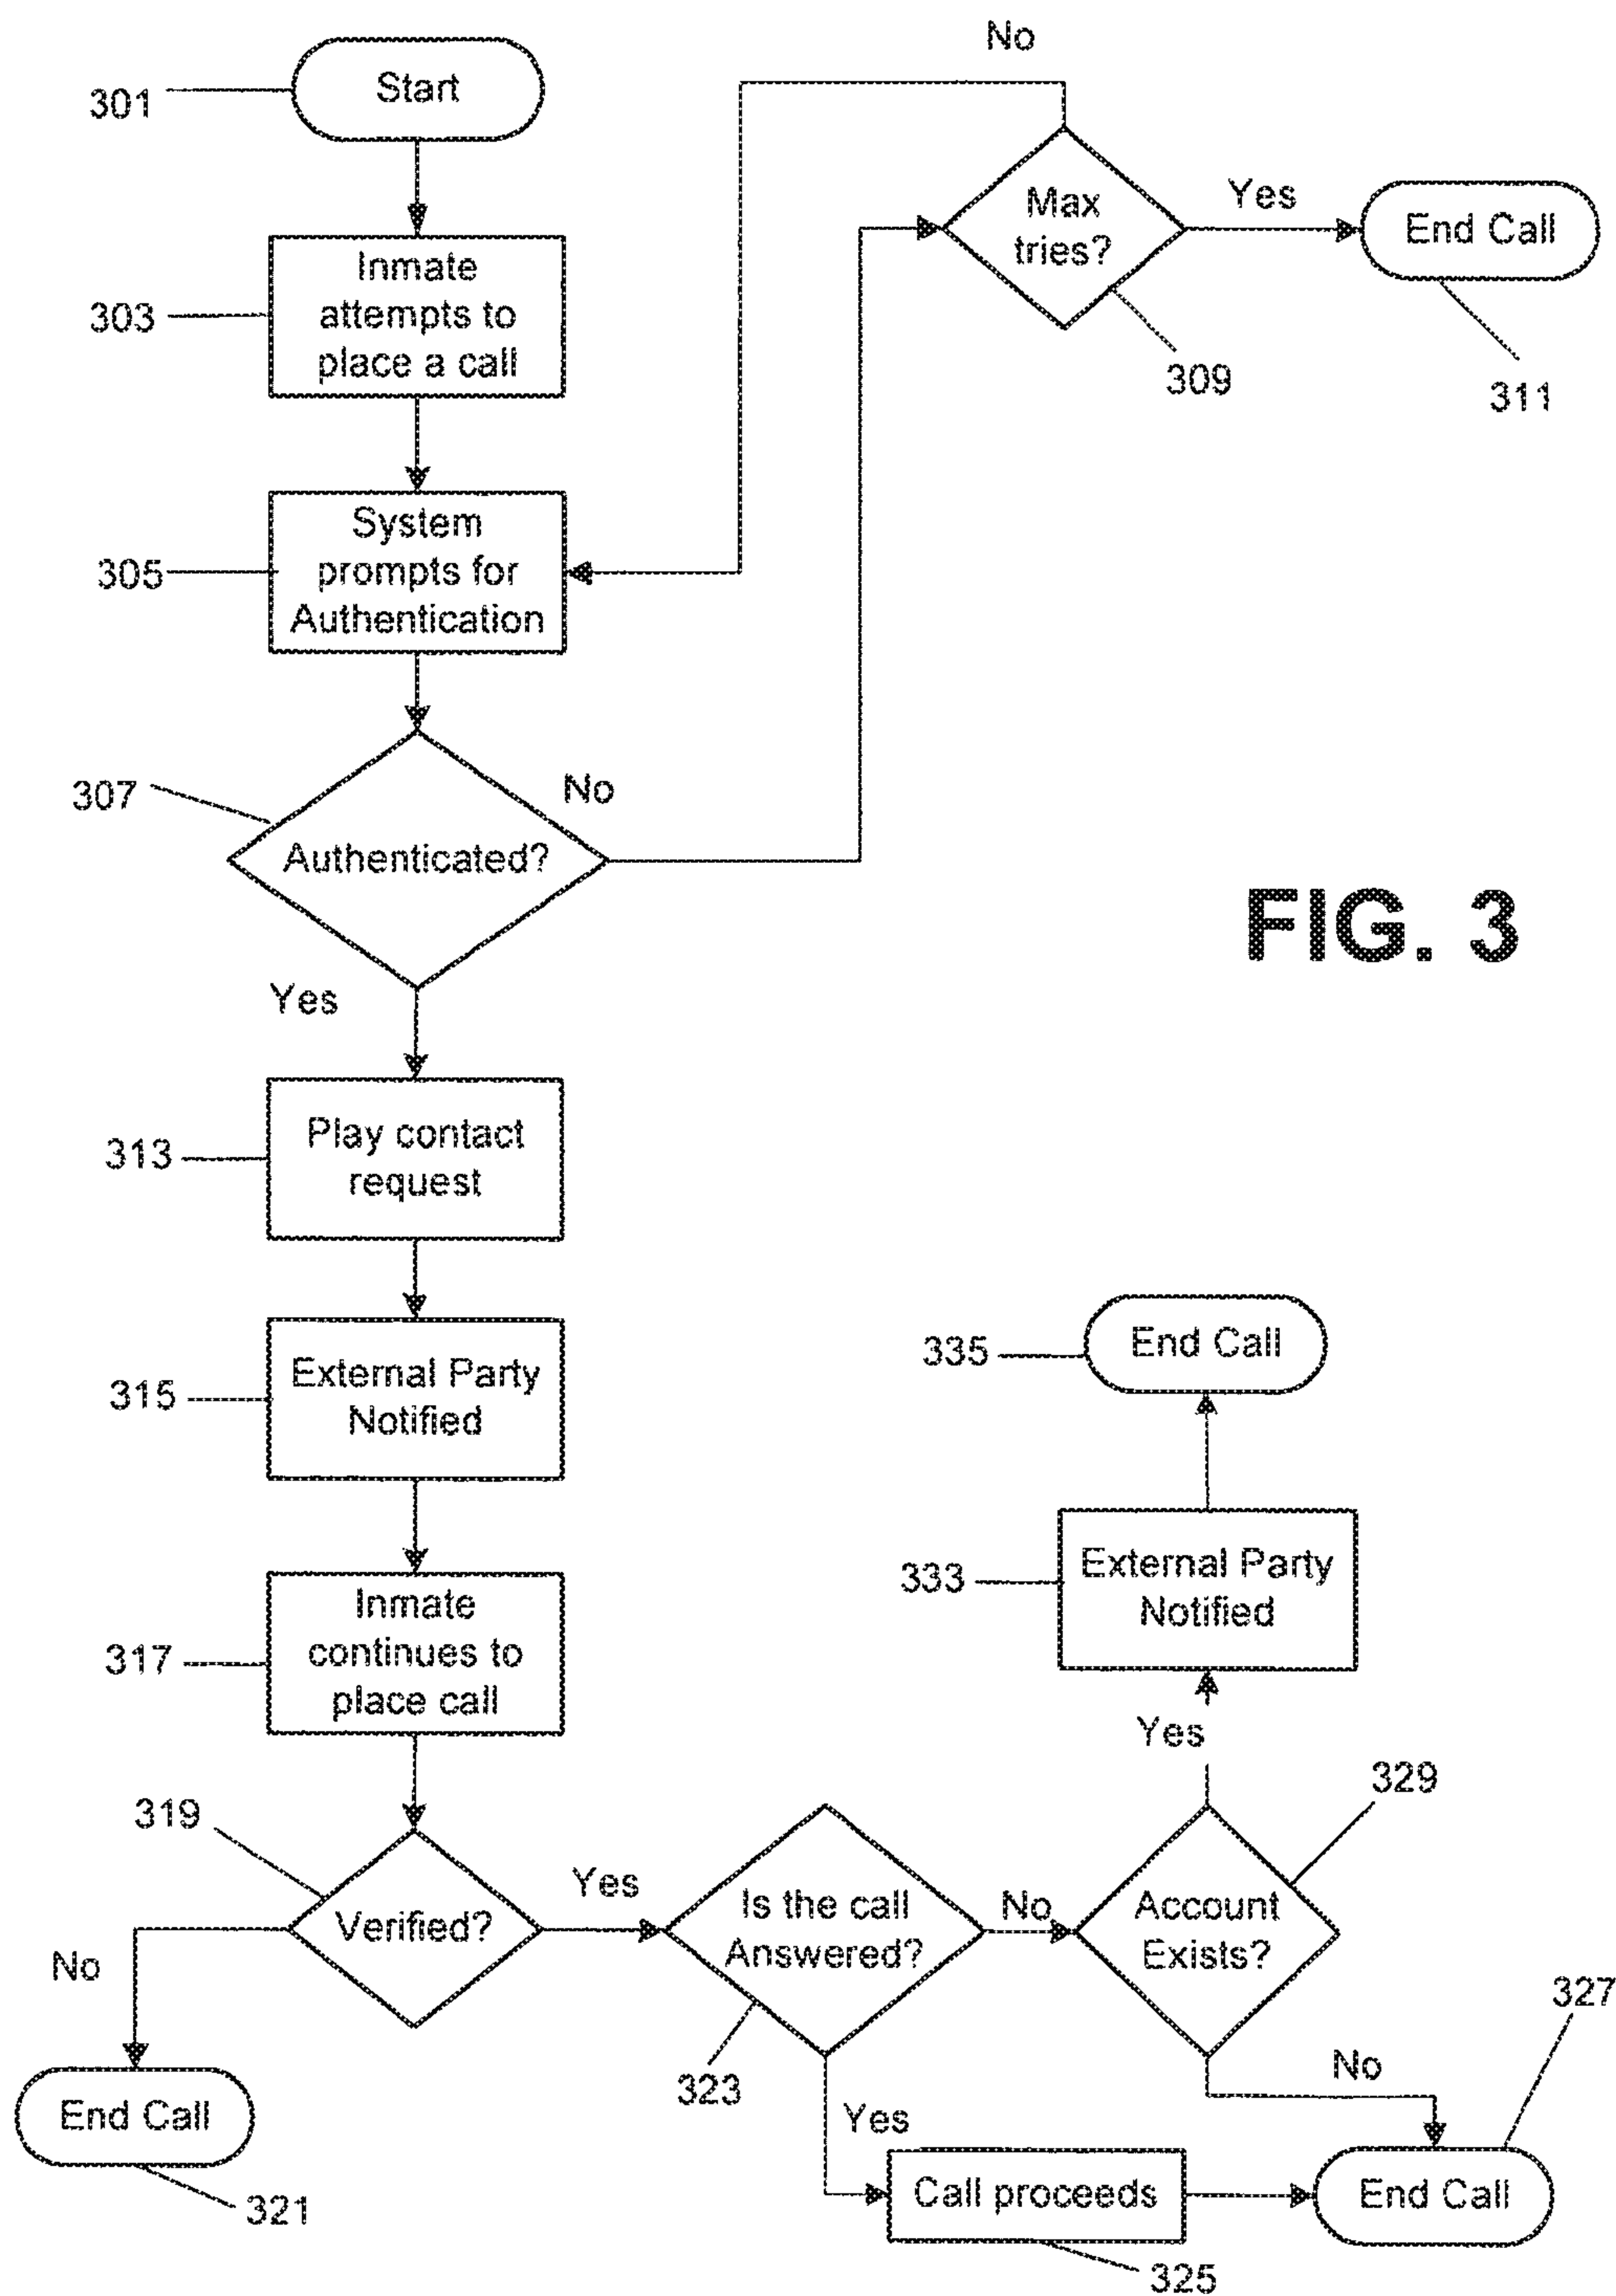 No
301
Start
Max
tries?
Yes
End Call
309
311
303
Inmate
attempts to
place a call
305
System
prompts for
Authentication
307
Authenticated?
No
FIG. 3
Yes
313
Play contact
request
315
External Party
Notified
335
End Call
317
Inmate
continues to
place call
333
External Party
Notified
Yes
329
319
Verified?
Yes
Is the call
Answered?
No
Account
Exists?
327
No
End Call
321
323
Yes
No
Call proceeds
End Call
325